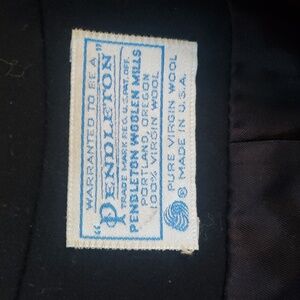 WARRANTED TO BE A
"PENDLETON"
TRADE MARK REG. U.S. PAT. OFF.
PENDLETON WOOLEN MILLS
PORTLAND, OREGON
100% VIRGIN WOOL
PURE VIRGIN WOOL
® MADE IN U.S.A.